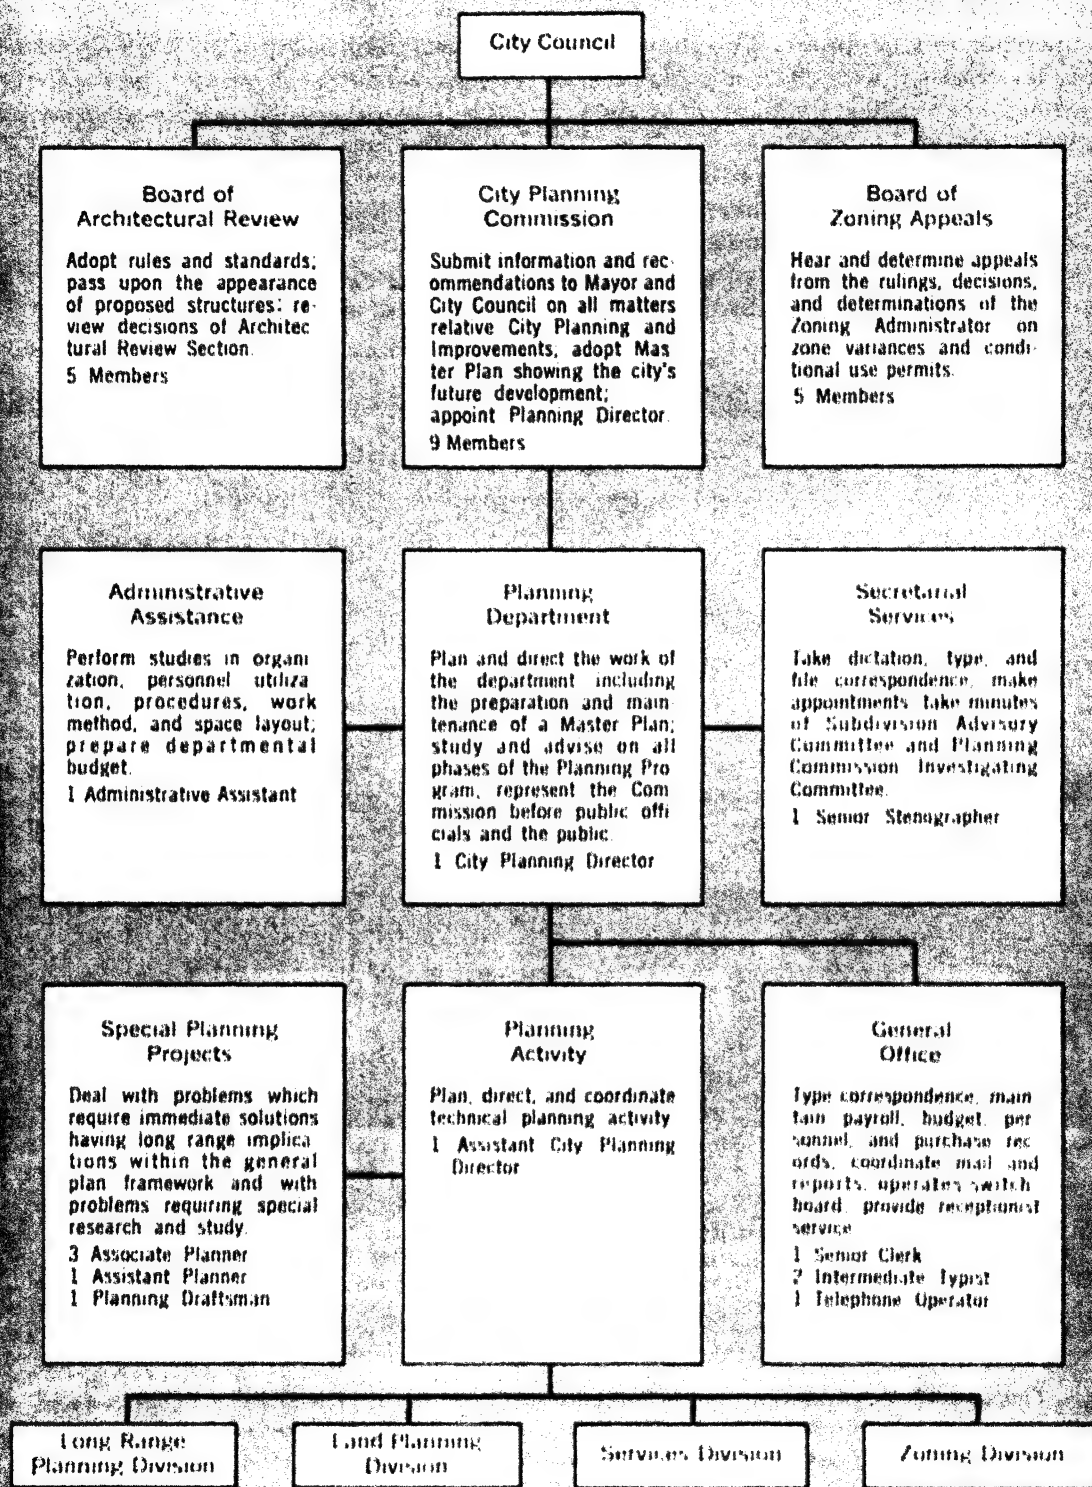 City Council
Board of
Architectural Review
Adopt rules and standards;
pass upon the appearance
of proposed structures; re-
view decisions of Architec
tural Review Section.
5 Members
City Planning
Commission
Submit information and rec-
ommendations to Mayor and
City Council on all matters
relative City Planning and
Improvements, adopt Mas
ter Plan showing the city's
future development;
appoint Planning Director.
9 Members
Board of
Zoning Appeals
Hear and determine appeals
from the rulings, decisions,
and determinations of the
Zoning Administrator on
zone variances and condi-
tional use permits.
5 Members
Administrative
Assistance
Perform studies in organi
zation, personnel utiliza
tion, procedures, work
method, and space layout;
prepare departmental
budget.
1 Administrative Assistant
Planning
Department
Plan and direct the work of
the department including
the preparation and main
tenance of a Master Plan;
study and advise on all
phases of the Planning Pro
gram, represent the Com
mission before public offi
cials and the public.
1 City Planning Director
Secretarial
Services
Take dictation, type, and
file correspondence, make
appointments take minutes
of Subdivision Advisory
Committee and Planning
Commission Investigating
Committee.
1 Senior Stenographer
Special Planning
Projects
Deal with problems which
require immediate solutions
having long range implica
tions within the general
plan framework and with
problems requiring special
research and study.
3 Associate Planner
1 Assistant Planner
1 Planning Draftsman
Planning
Activity
Plan, direct, and coordinate
technical planning activity
1 Assistant City Planning
Director
General
Office
Type correspondence, main
tain payroll, budget, per
sonnel, and purchase rec
ords, coordinate mail and
reports, operates switch
board, provide receptionist
service
1 Senior Clerk
2 Intermediate Typist
1 Telephone Operator
Long Range
Planning Division
Land Planning
Division
Services Division
Zoning Division